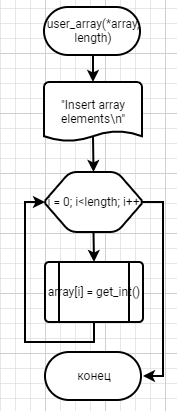 user_array(*array,
length)
"Insert array
elements\n"
i = 0; i<length; i++
array[i] = get_int()
конец